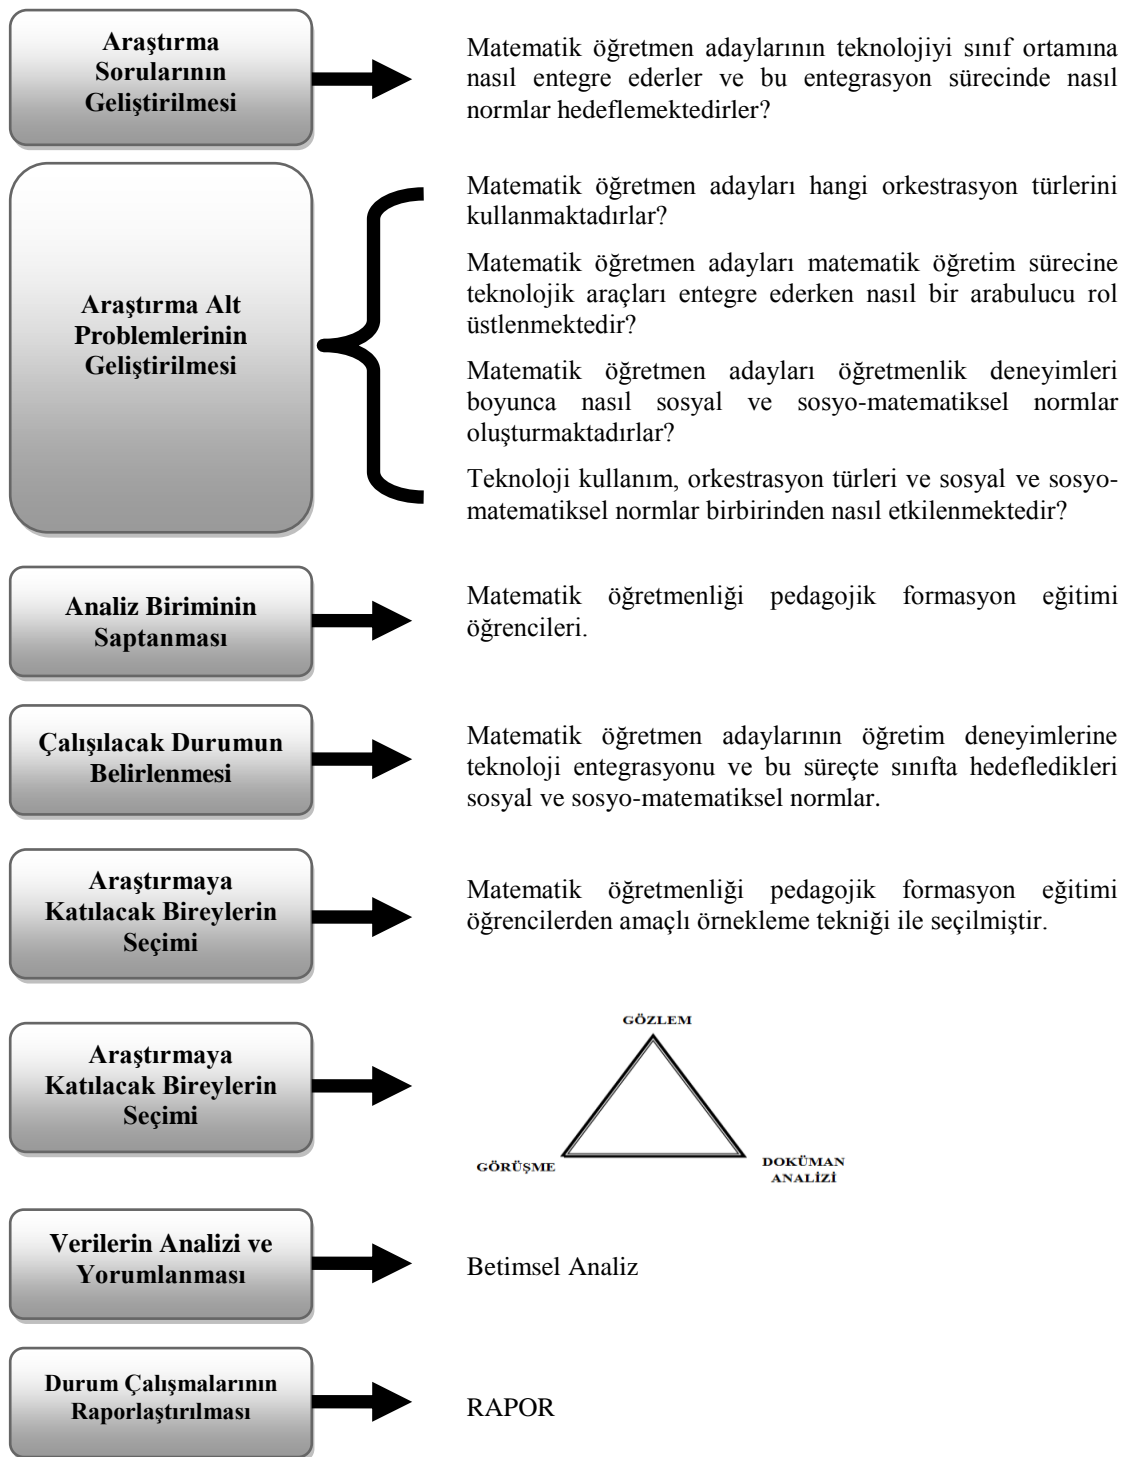 Araştırma
Sorularının
Geliştirilmesi
Matematik öğretmen adaylarının teknolojiyi sınıf ortamına
nasıl entegre ederler ve bu entegrasyon sürecinde nasıl
normlar hedeflemektedirler?
Araştırma Alt
Problemlerinin
Geliştirilmesi
Matematik öğretmen adayları hangi orkestrasyon türlerini
kullanmaktadırlar?
Matematik öğretmen adayları matematik öğretim sürecine
teknolojik araçları entegre ederken nasıl bir arabulucu rol
üstlenmektedir?
Matematik öğretmen adayları öğretmenlik deneyimleri
boyunca nasıl sosyal ve sosyo-matematiksel normlar
oluşturmaktadırlar?
Teknoloji kullanım, orkestrasyon türleri ve sosyal ve sosyo-
matematiksel normlar birbirinden nasıl etkilenmektedir?
Analiz Biriminin
Saptanması
Matematik öğretmenliği pedagojik formasyon eğitimi
öğrencileri.
Çalışılacak Durumun
Belirlenmesi
Matematik öğretmen adaylarının öğretim deneyimlerine
teknoloji entegrasyonu ve bu süreçte sınıfta hedefledikleri
sosyal ve sosyo-matematiksel normlar.
Araştırmaya
Katılacak Bireylerin
Seçimi
Matematik öğretmenliği pedagojik formasyon eğitimi
öğrencilerden amaçlı örnekleme tekniği ile seçilmiştir.
Araştırmaya
Katılacak Bireylerin
Seçimi
GÖZLEM
GÖRÜŞME
DOKÜMAN
ANALİZİ
Verilerin Analizi ve
Yorumlanması
Betimsel Analiz
Durum Çalışmalarının
Raporlaştırılması
RAPOR